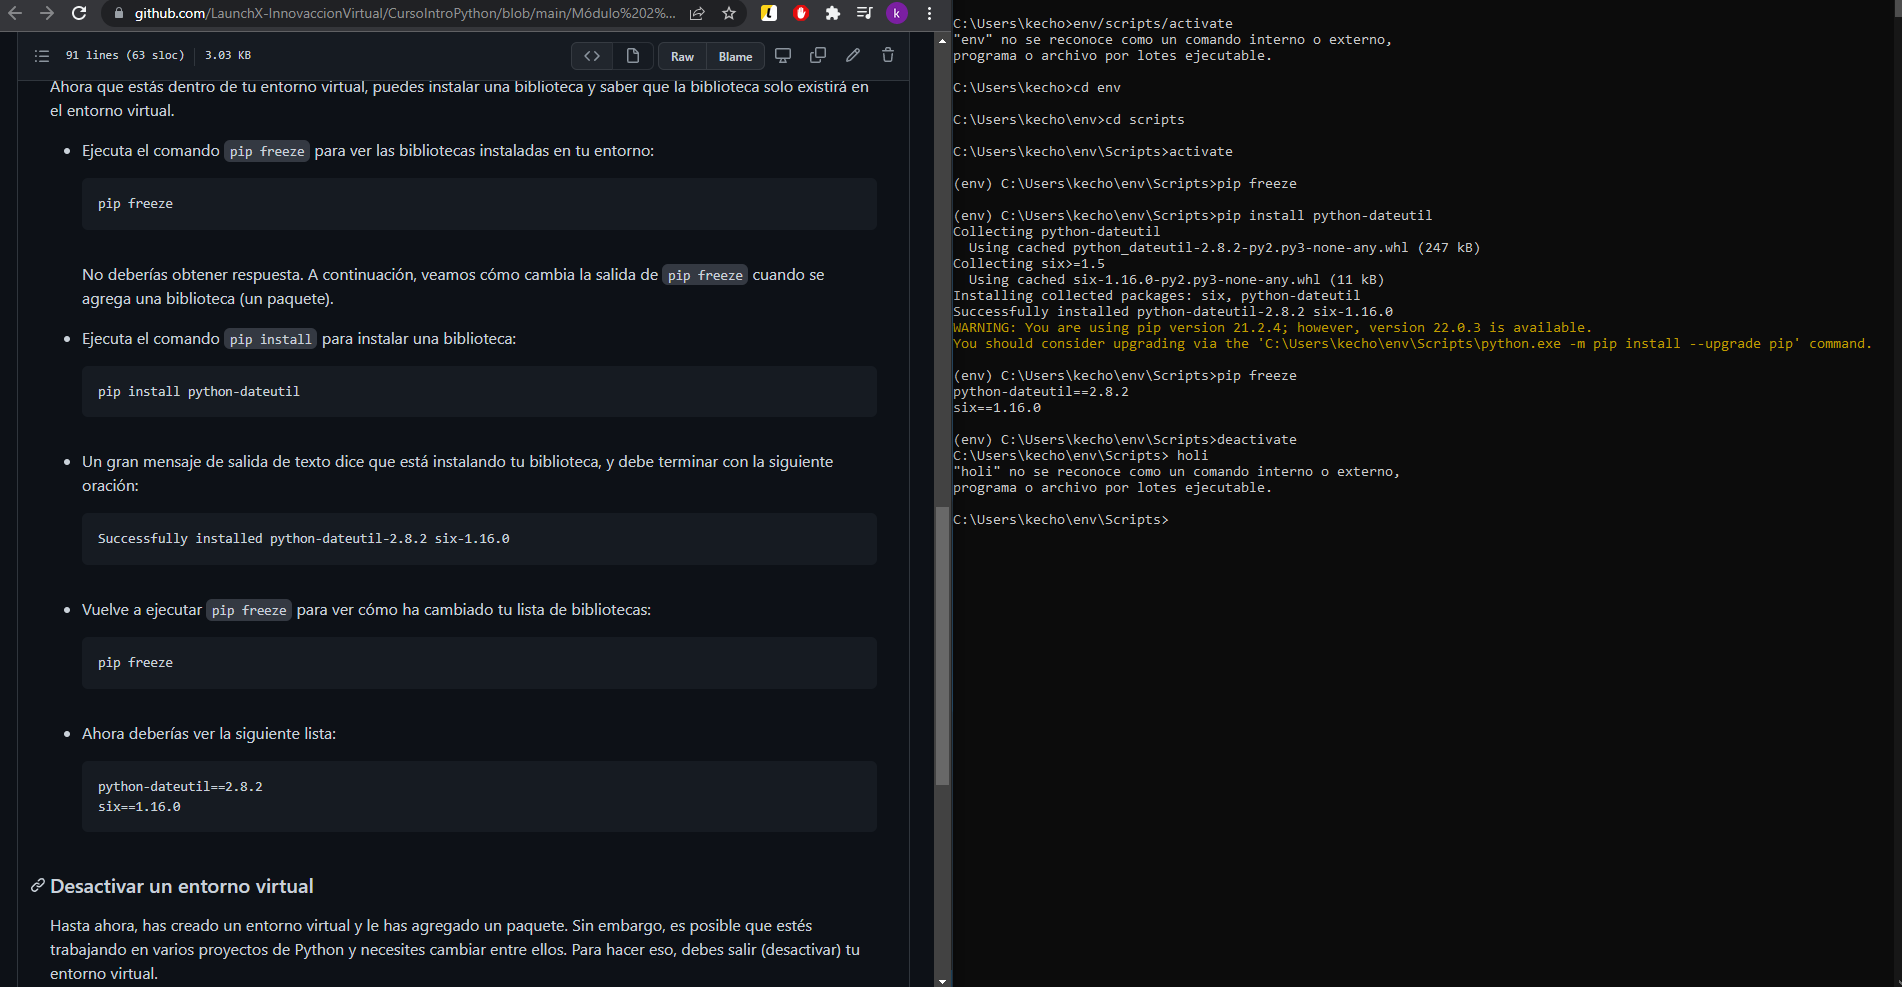 github.com/LaunchX-InnovaccionVirtual/CursoIntroPython/blob/main/Módulo%202%...
k
91 lines (63 sloc) 3.03 KB
Raw Blame
Ahora que estás dentro de tu entorno virtual, puedes instalar una biblioteca y saber que la biblioteca solo existirá en
el entorno virtual.
Ejecuta el comando pip freeze para ver las bibliotecas instaladas en tu entorno:
pip freeze
No deberías obtener respuesta. A continuación, veamos cómo cambia la salida de pip freeze cuando se
agrega una biblioteca (un paquete).
Ejecuta el comando pip install para instalar una biblioteca:
pip install python-dateutil
Un gran mensaje de salida de texto dice que está instalando tu biblioteca, y debe terminar con la siguiente
oración:
Successfully installed python-dateutil-2.8.2 six-1.16.0
Vuelve a ejecutar pip freeze para ver cómo ha cambiado tu lista de bibliotecas:
pip freeze
Ahora deberías ver la siguiente lista:
python-dateutil==2.8.2
six==1.16.0
Desactivar un entorno virtual
Hasta ahora, has creado un entorno virtual y le has agregado un paquete. Sin embargo, es posible que estés
trabajando en varios proyectos de Python y necesites cambiar entre ellos. Para hacer eso, debes salir (desactivar) tu
entorno virtual.
C:\Users\kecho>env/scripts/activate
"env" no se reconoce como un comando interno o externo,
programa o archivo por lotes ejecutable.
C:\Users\kecho>cd env
C:\Users\kecho\env>cd scripts
C:\Users\kecho\env\Scripts>activate
(env) C:\Users\kecho\env\Scripts>pip freeze
(env) C:\Users\kecho\env\Scripts>pip install python-dateutil
Collecting python-dateutil
  Using cached python_dateutil-2.8.2-py2.py3-none-any.whl (247 kB)
Collecting six>=1.5
  Using cached six-1.16.0-py2.py3-none-any.whl (11 kB)
Installing collected packages: six, python-dateutil
Successfully installed python-dateutil-2.8.2 six-1.16.0
WARNING: You are using pip version 21.2.4; however, version 22.0.3 is available.
You should consider upgrading via the 'C:\Users\kecho\env\Scripts\python.exe -m pip install --upgrade pip' command.
(env) C:\Users\kecho\env\Scripts>pip freeze
python-dateutil==2.8.2
six==1.16.0
(env) C:\Users\kecho\env\Scripts>deactivate
C:\Users\kecho\env\Scripts> holi
"holi" no se reconoce como un comando interno o externo,
programa o archivo por lotes ejecutable.
C:\Users\kecho\env\Scripts>